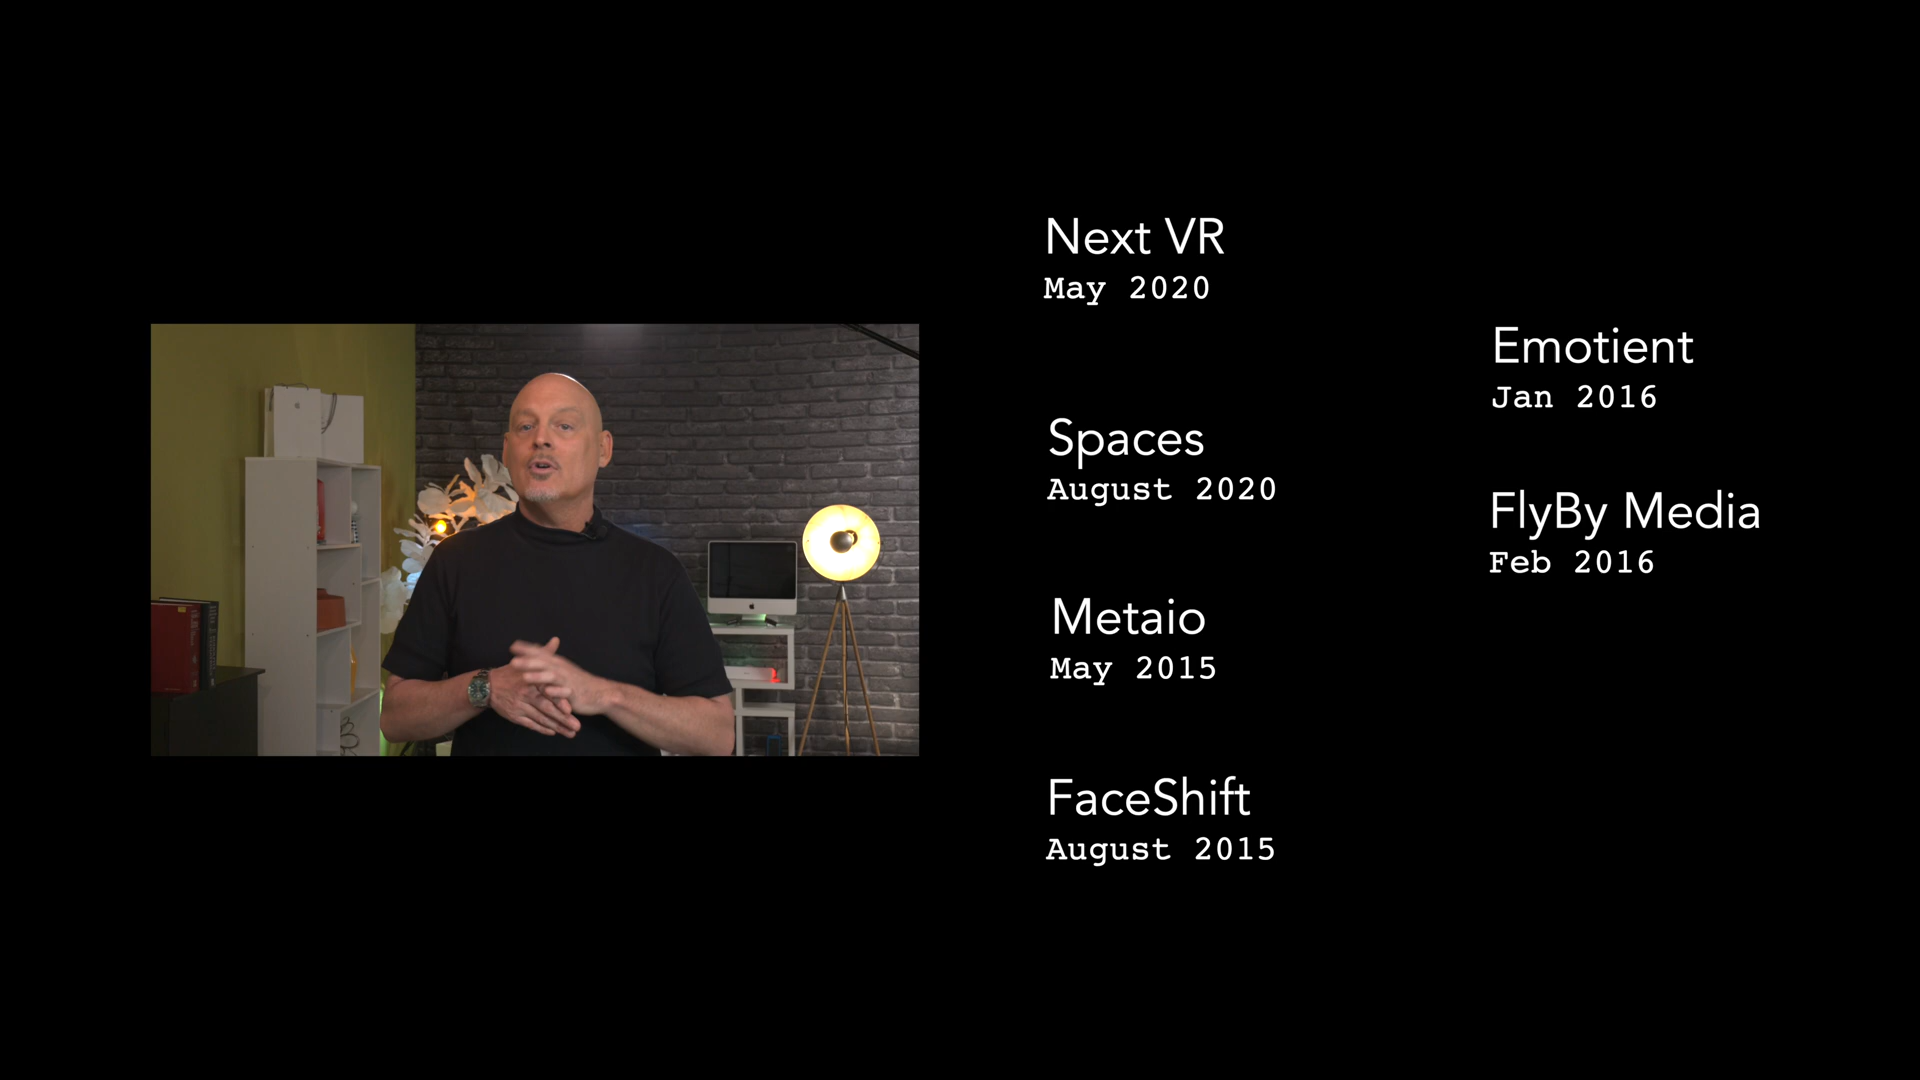 Next VR
May 2020
Spaces
August 2020
Metaio
May 2015
FaceShift
August 2015
Emotient
Jan 2016
FlyBy Media
Feb 2016